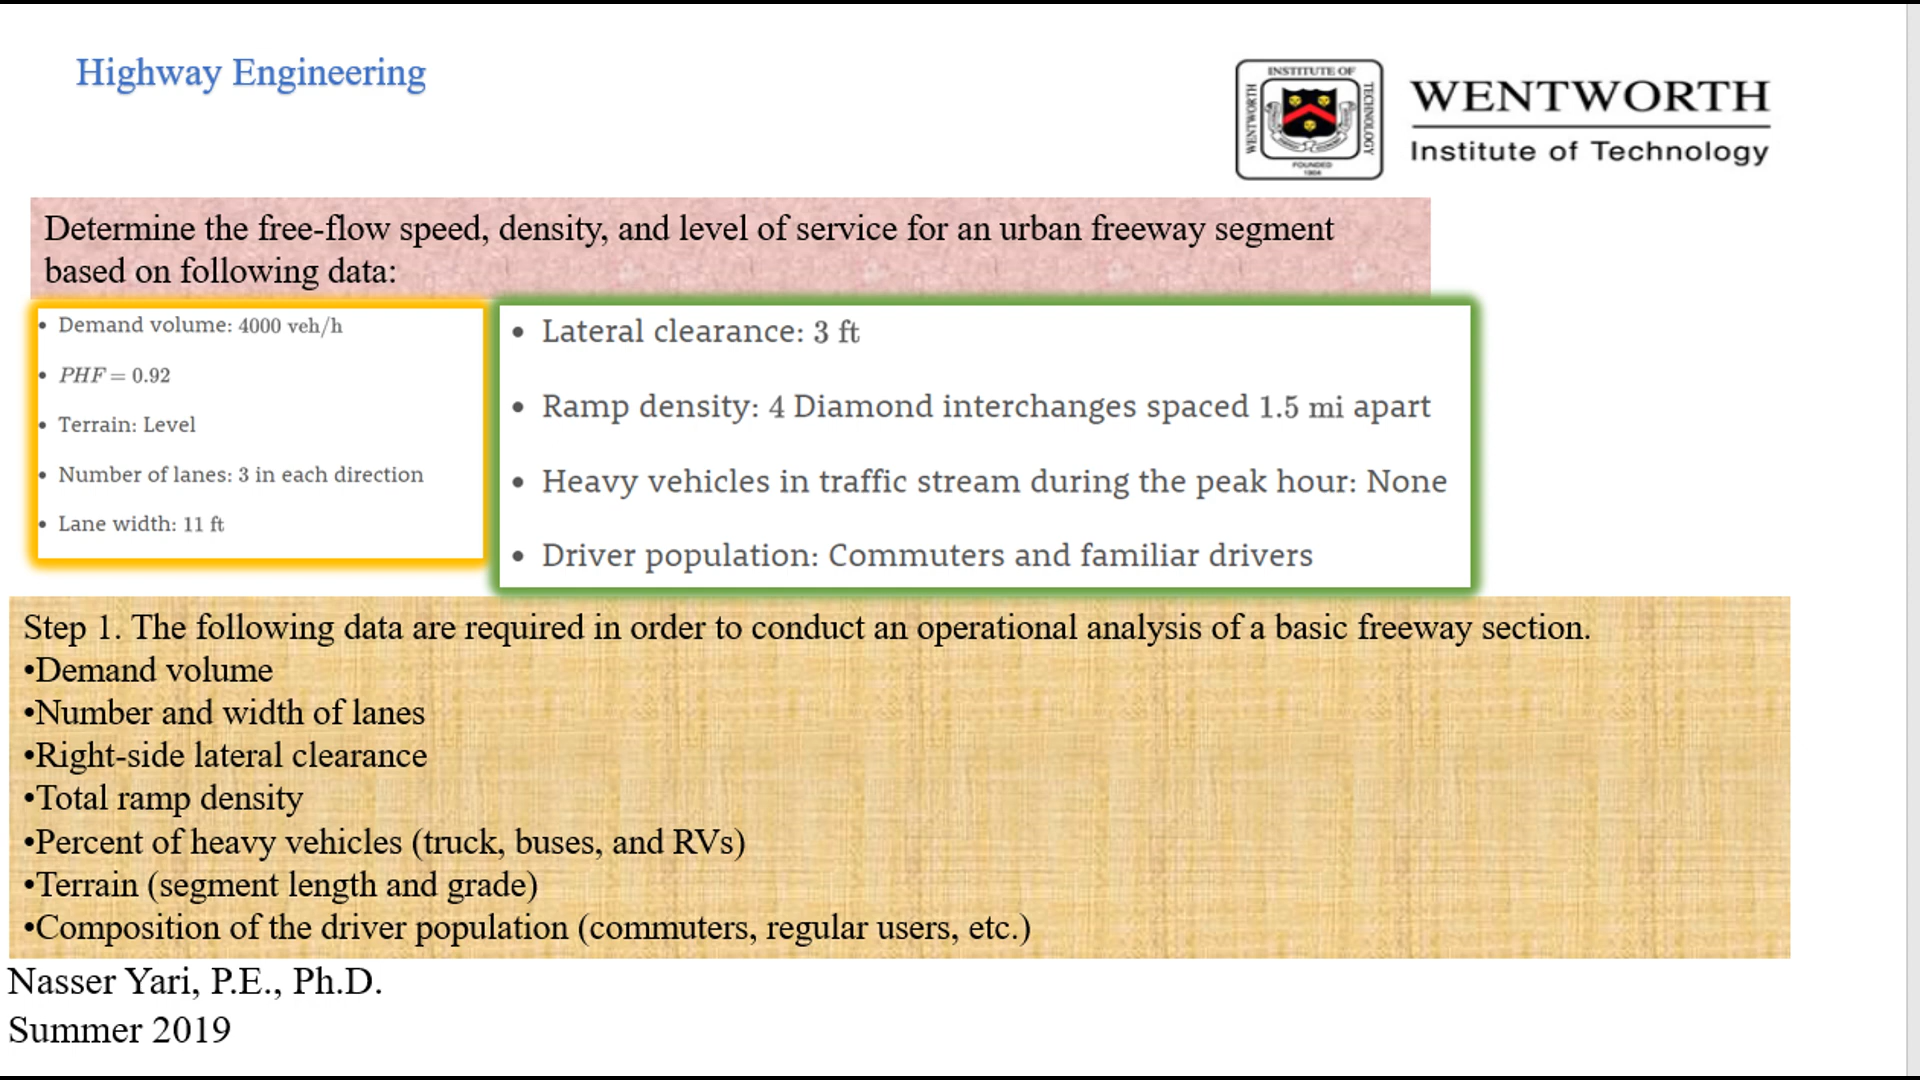 Highway Engineering
INSTITUTE OF
WENTWORTH
TECHNOLOGY
FOUNDED
1904
WENTWORTH
Institute of Technology
Determine the free-flow speed, density, and level of service for an urban freeway segment
based on following data:
• Demand volume: 4000 veh/h
• PHF = 0.92
• Terrain: Level
• Number of lanes: 3 in each direction
• Lane width: 11 ft
• Lateral clearance: 3 ft
• Ramp density: 4 Diamond interchanges spaced 1.5 mi apart
• Heavy vehicles in traffic stream during the peak hour: None
• Driver population: Commuters and familiar drivers
Step 1. The following data are required in order to conduct an operational analysis of a basic freeway section.
•Demand volume
•Number and width of lanes
•Right-side lateral clearance
•Total ramp density
•Percent of heavy vehicles (truck, buses, and RVs)
•Terrain (segment length and grade)
•Composition of the driver population (commuters, regular users, etc.)
Nasser Yari, P.E., Ph.D.
Summer 2019